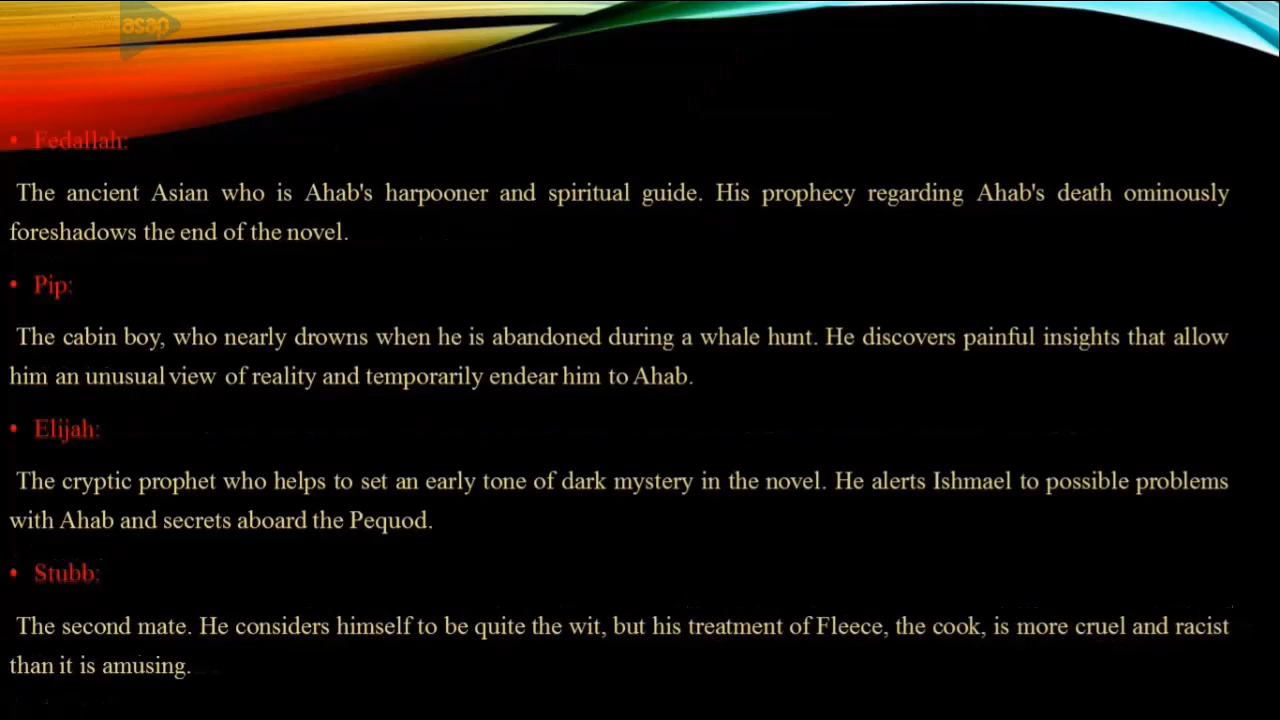 asap
• Fedallah:
The ancient Asian who is Ahab's harpooner and spiritual guide. His prophecy regarding Ahab's death ominously
foreshadows the end of the novel.
• Pip:
The cabin boy, who nearly drowns when he is abandoned during a whale hunt. He discovers painful insights that allow
him an unusual view of reality and temporarily endear him to Ahab.
• Elijah:
The cryptic prophet who helps to set an early tone of dark mystery in the novel. He alerts Ishmael to possible problems
with Ahab and secrets aboard the Pequod.
• Stubb:
The second mate. He considers himself to be quite the wit, but his treatment of Fleece, the cook, is more cruel and racist
than it is amusing.